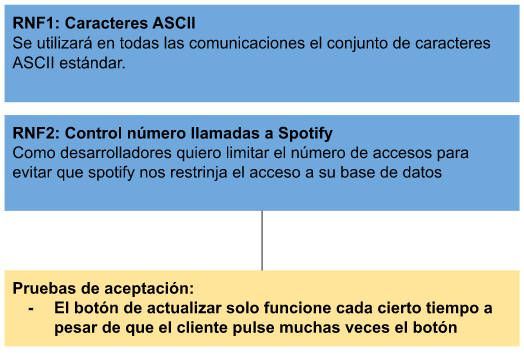 RNF1: Caracteres ASCII
Se utilizará en todas las comunicaciones el conjunto de caracteres
ASCII estándar.
RNF2: Control número llamadas a Spotify
Como desarrolladores quiero limitar el número de accesos para
evitar que spotify nos restrinja el acceso a su base de datos
Pruebas de aceptación:
- El botón de actualizar solo funcione cada cierto tiempo a
pesar de que el cliente pulse muchas veces el botón